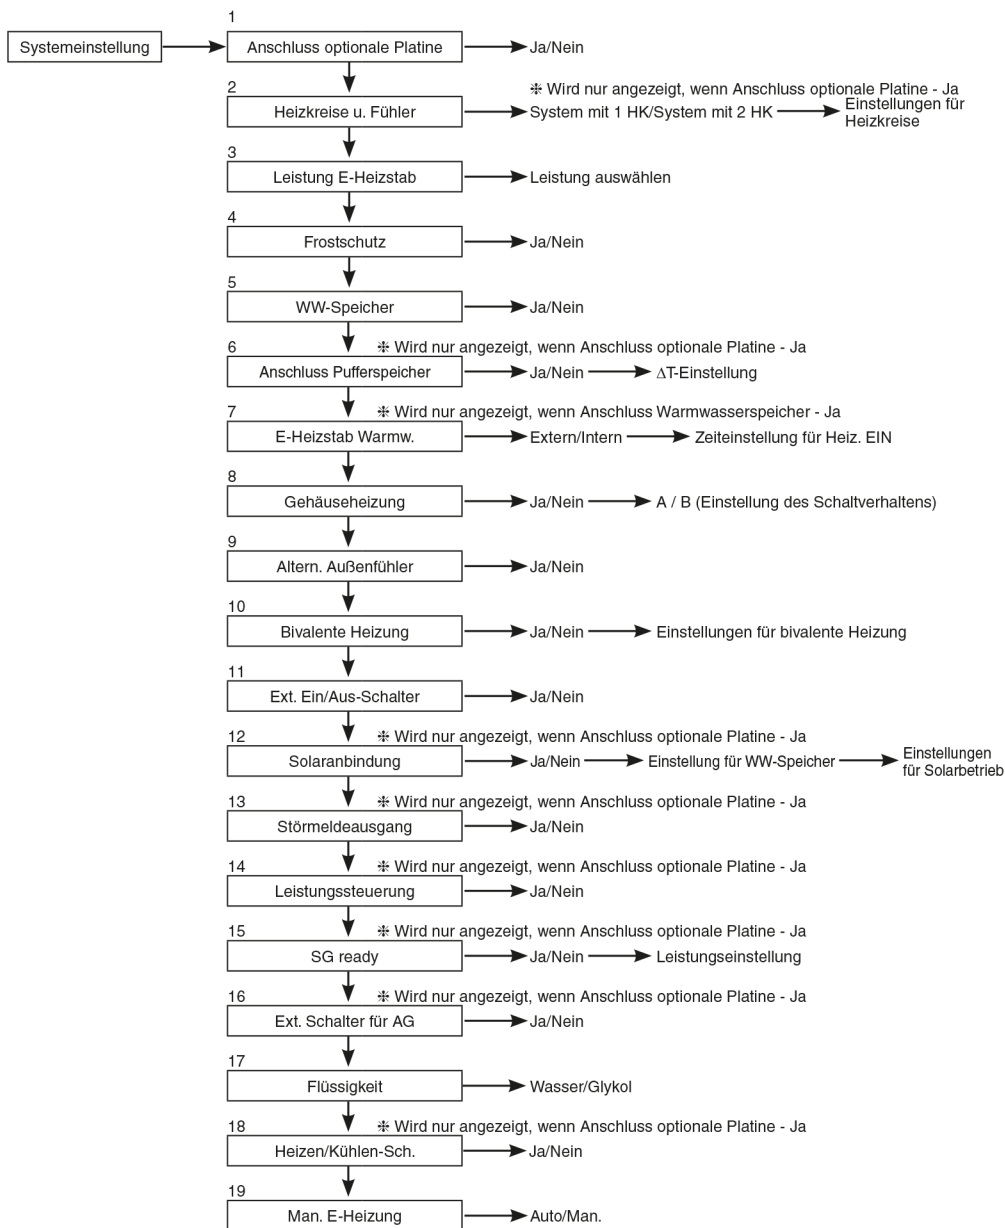 1
Systemeinstellung Anschluss optionale Platine Ja/Nein
2 ❈ Wird nur angezeigt, wenn Anschluss optionale Platine - Ja
Heizkreise u. Fühler System mit 1 HK/System mit 2 HK Einstellungen für
Heizkreise
3
Leistung E-Heizstab Leistung auswählen
4
Frostschutz Ja/Nein
5
WW-Speicher Ja/Nein
6 ❈ Wird nur angezeigt, wenn Anschluss optionale Platine - Ja
Anschluss Pufferspeicher Ja/Nein ΔT-Einstellung
7 ❈ Wird nur angezeigt, wenn Anschluss Warmwasserspeicher - Ja
E-Heizstab Warmw. Extern/Intern Zeiteinstellung für Heiz. EIN
8
Gehäuseheizung Ja/Nein A / B (Einstellung des Schaltverhaltens)
9
Altern. Außenfühler Ja/Nein
10
Bivalente Heizung Ja/Nein Einstellungen für bivalente Heizung
11
Ext. Ein/Aus-Schalter Ja/Nein
12 ❈ Wird nur angezeigt, wenn Anschluss optionale Platine - Ja
Solaranbindung Ja/Nein Einstellung für WW-Speicher Einstellungen
für Solarbetrieb
13 ❈ Wird nur angezeigt, wenn Anschluss optionale Platine - Ja
Störmeldeausgang Ja/Nein
14 ❈ Wird nur angezeigt, wenn Anschluss optionale Platine - Ja
Leistungssteuerung Ja/Nein
15 ❈ Wird nur angezeigt, wenn Anschluss optionale Platine - Ja
SG ready Ja/Nein Leistungseinstellung
16 ❈ Wird nur angezeigt, wenn Anschluss optionale Platine - Ja
Ext. Schalter für AG Ja/Nein
17
Flüssigkeit Wasser/Glykol
18 ❈ Wird nur angezeigt, wenn Anschluss optionale Platine - Ja
Heizen/Kühlen-Sch. Ja/Nein
19
Man. E-Heizung Auto/Man.